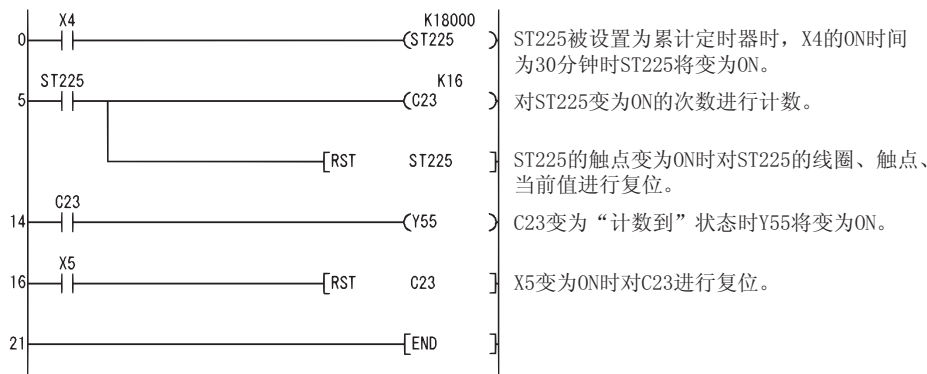 X4 K18000
0 ST225 ST225被设置为累计定时器时，X4的ON时间
为30分钟时ST225将变为ON。
ST225 K16
5 C23 对ST225变为ON的次数进行计数。
RST ST225 ST225的触点变为ON时对ST225的线圈、触点、
当前值进行复位。
C23
14 Y55 C23变为“计数到”状态时Y55将变为ON。
X5
16 RST C23 X5变为ON时对C23进行复位。
21 END